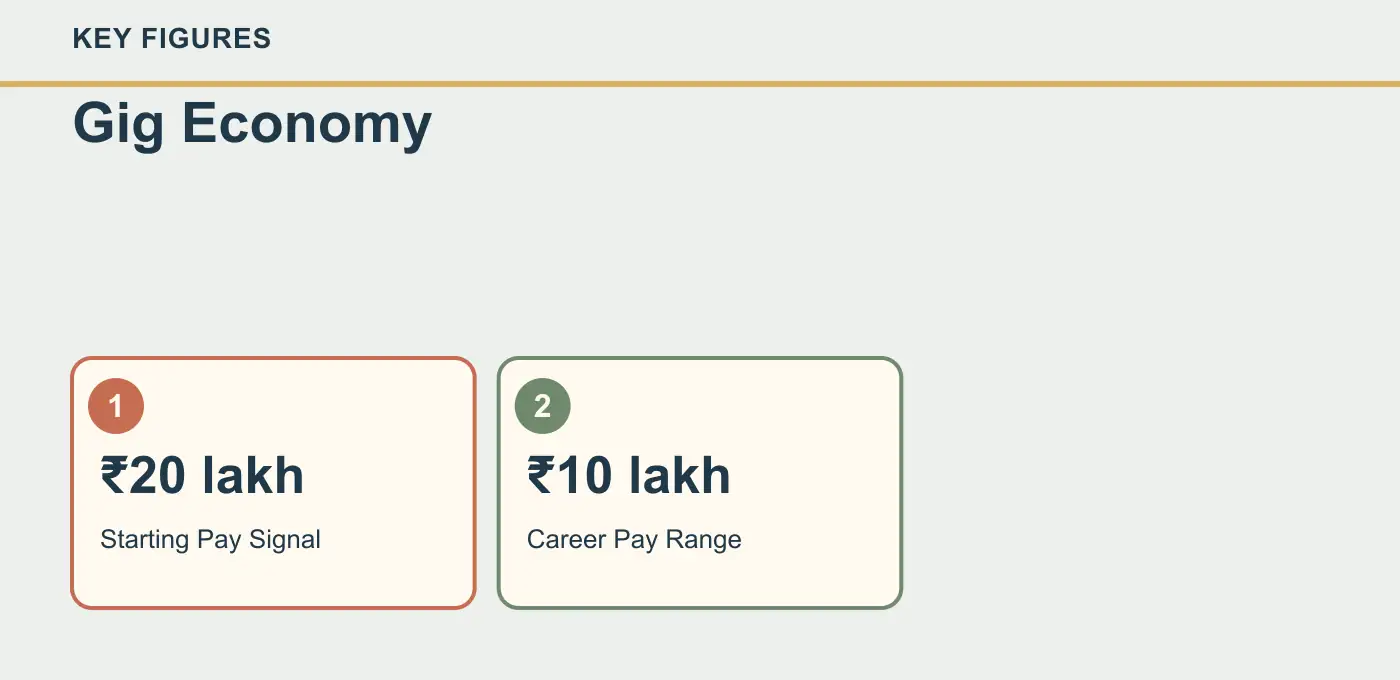 KEY FIGURES
Gig Economy
1
₹20 lakh
Starting Pay Signal
2
₹10 lakh
Career Pay Range